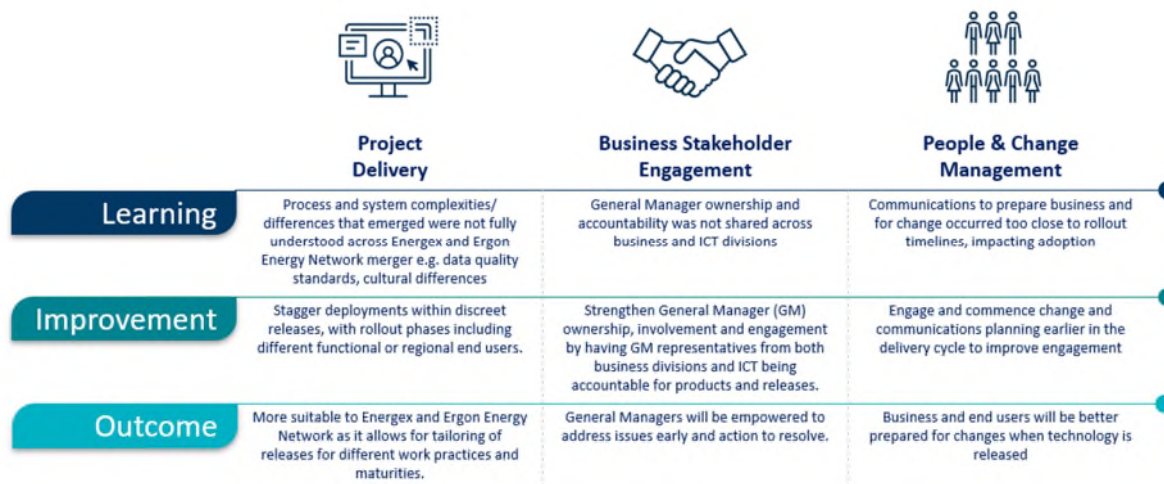 Project
Delivery
Business Stakeholder
Engagement
People & Change
Management
Learning
Process and system complexities/
differences that emerged were not fully
understood across Energex and Ergon
Energy Network merger e.g. data quality
standards, cultural differences
General Manager ownership and
accountability was not shared across
business and ICT divisions
Communications to prepare business and
for change occurred too close to rollout
timelines, impacting adoption
Improvement
Stagger deployments within discreet
releases, with rollout phases including
different functional or regional end users.
Strengthen General Manager (GM)
ownership, involvement and engagement
by having GM representatives from both
business divisions and ICT being
accountable for products and releases.
Engage and commence change and
communications planning earlier in the
delivery cycle to improve engagement
Outcome
More suitable to Energex and Ergon Energy
Network as it allows for tailoring of
releases for different work practices and
maturities.
General Managers will be empowered to
address issues early and action to resolve.
Business and end users will be better
prepared for changes when technology is
released